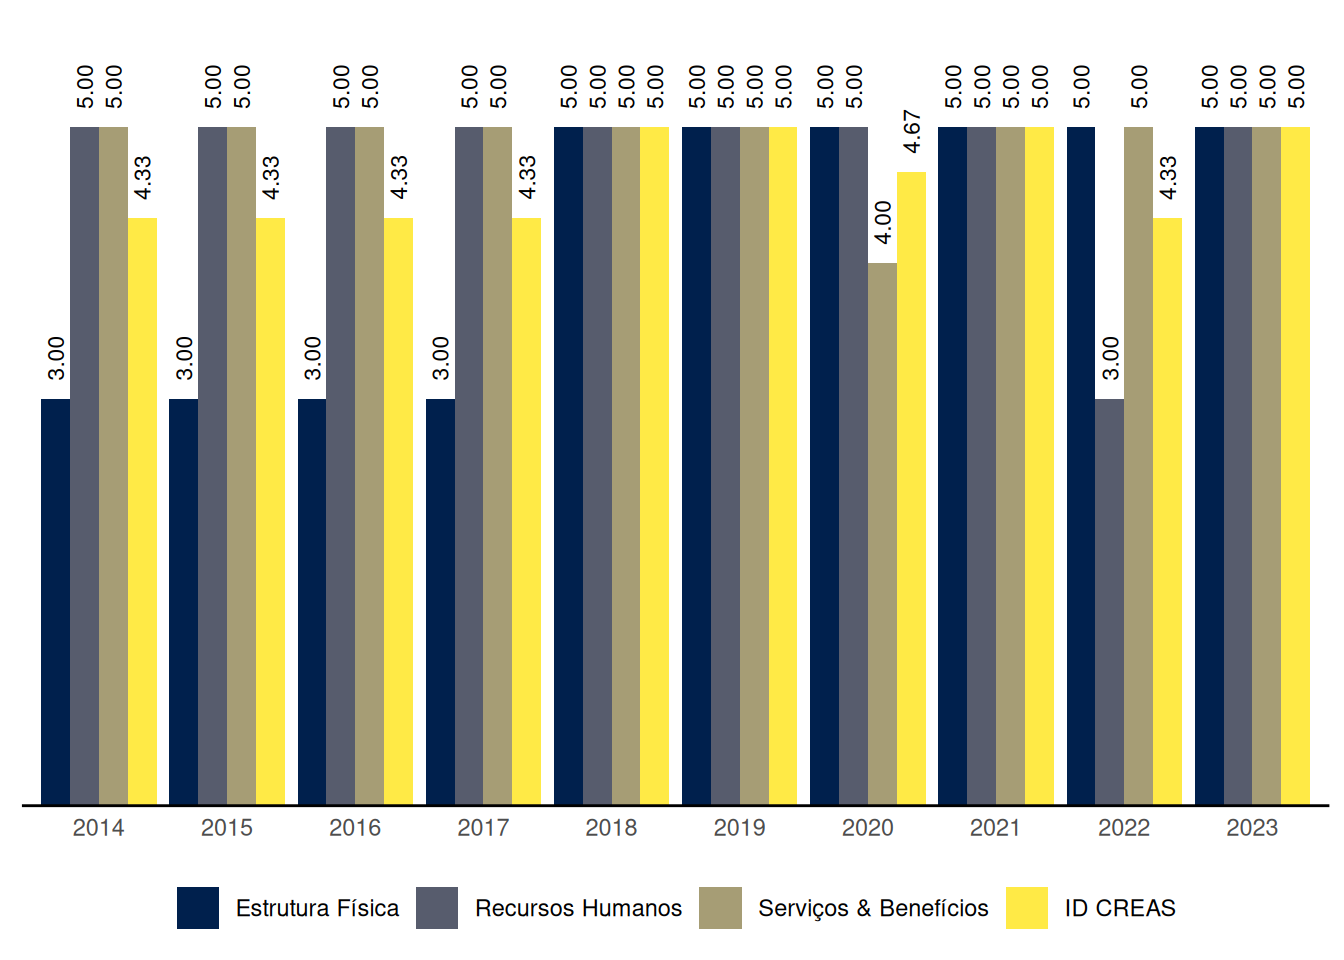 5.00 5.00 5.00 5.00 5.00 5.00 5.00 5.00 5.00 5.00 5.00 5.00 5.00 5.00 5.00 5.00 5.00 5.00 5.00 5.00 5.00 5.00 5.00 5.00 5.00 5.00 5.00 5.00
4.67
4.33 4.33 4.33 4.33 4.33
4.00
3.00 3.00 3.00 3.00 3.00
2014 2015 2016 2017 2018 2019 2020 2021 2022 2023
Estrutura Física Recursos Humanos Serviços & Benefícios ID CREAS